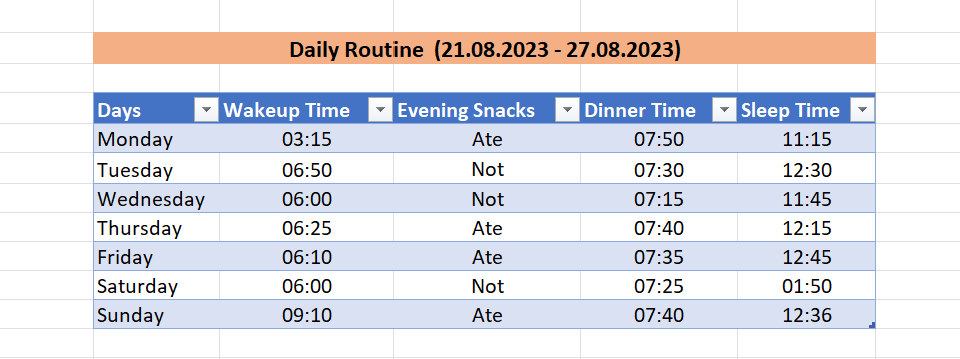 Daily Routine (21.08.2023 - 27.08.2023)
Days Wakeup Time Evening Snacks Dinner Time Sleep Time
Monday 03:15 Ate 07:50 11:15
Tuesday 06:50 Not 07:30 12:30
Wednesday 06:00 Not 07:15 11:45
Thursday 06:25 Ate 07:40 12:15
Friday 06:10 Ate 07:35 12:45
Saturday 06:00 Not 07:25 01:50
Sunday 09:10 Ate 07:40 12:36